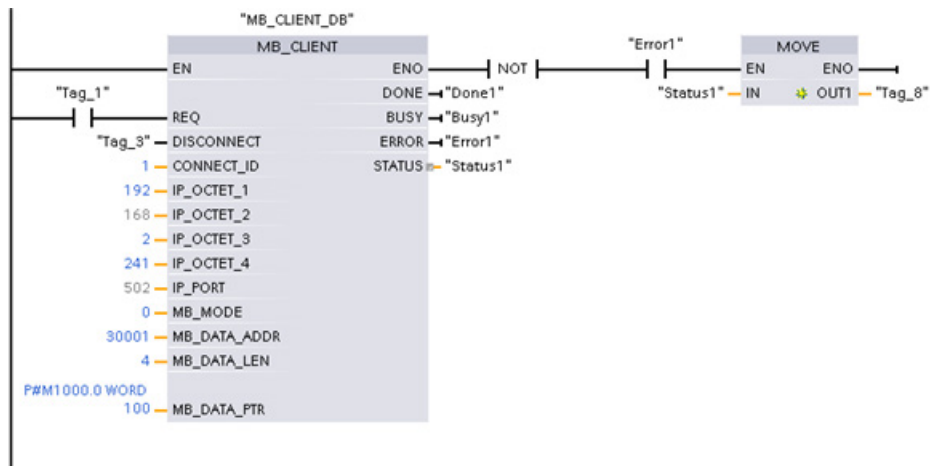 "MB_CLIENT_DB"
MB_CLIENT
"Error1"
MOVE
EN ENO NOT EN ENO
"Tag_1" DONE "Done1" "Status1" IN OUT1 "Tag_8"
REQ BUSY "Busy1"
"Tag_3" DISCONNECT ERROR "Error1"
1 CONNECT_ID STATUS "Status1"
192 IP_OCTET_1
168 IP_OCTET_2
2 IP_OCTET_3
241 IP_OCTET_4
502 IP_PORT
0 MB_MODE
30001 MB_DATA_ADDR
4 MB_DATA_LEN
P#M1000.0 WORD
100 MB_DATA_PTR